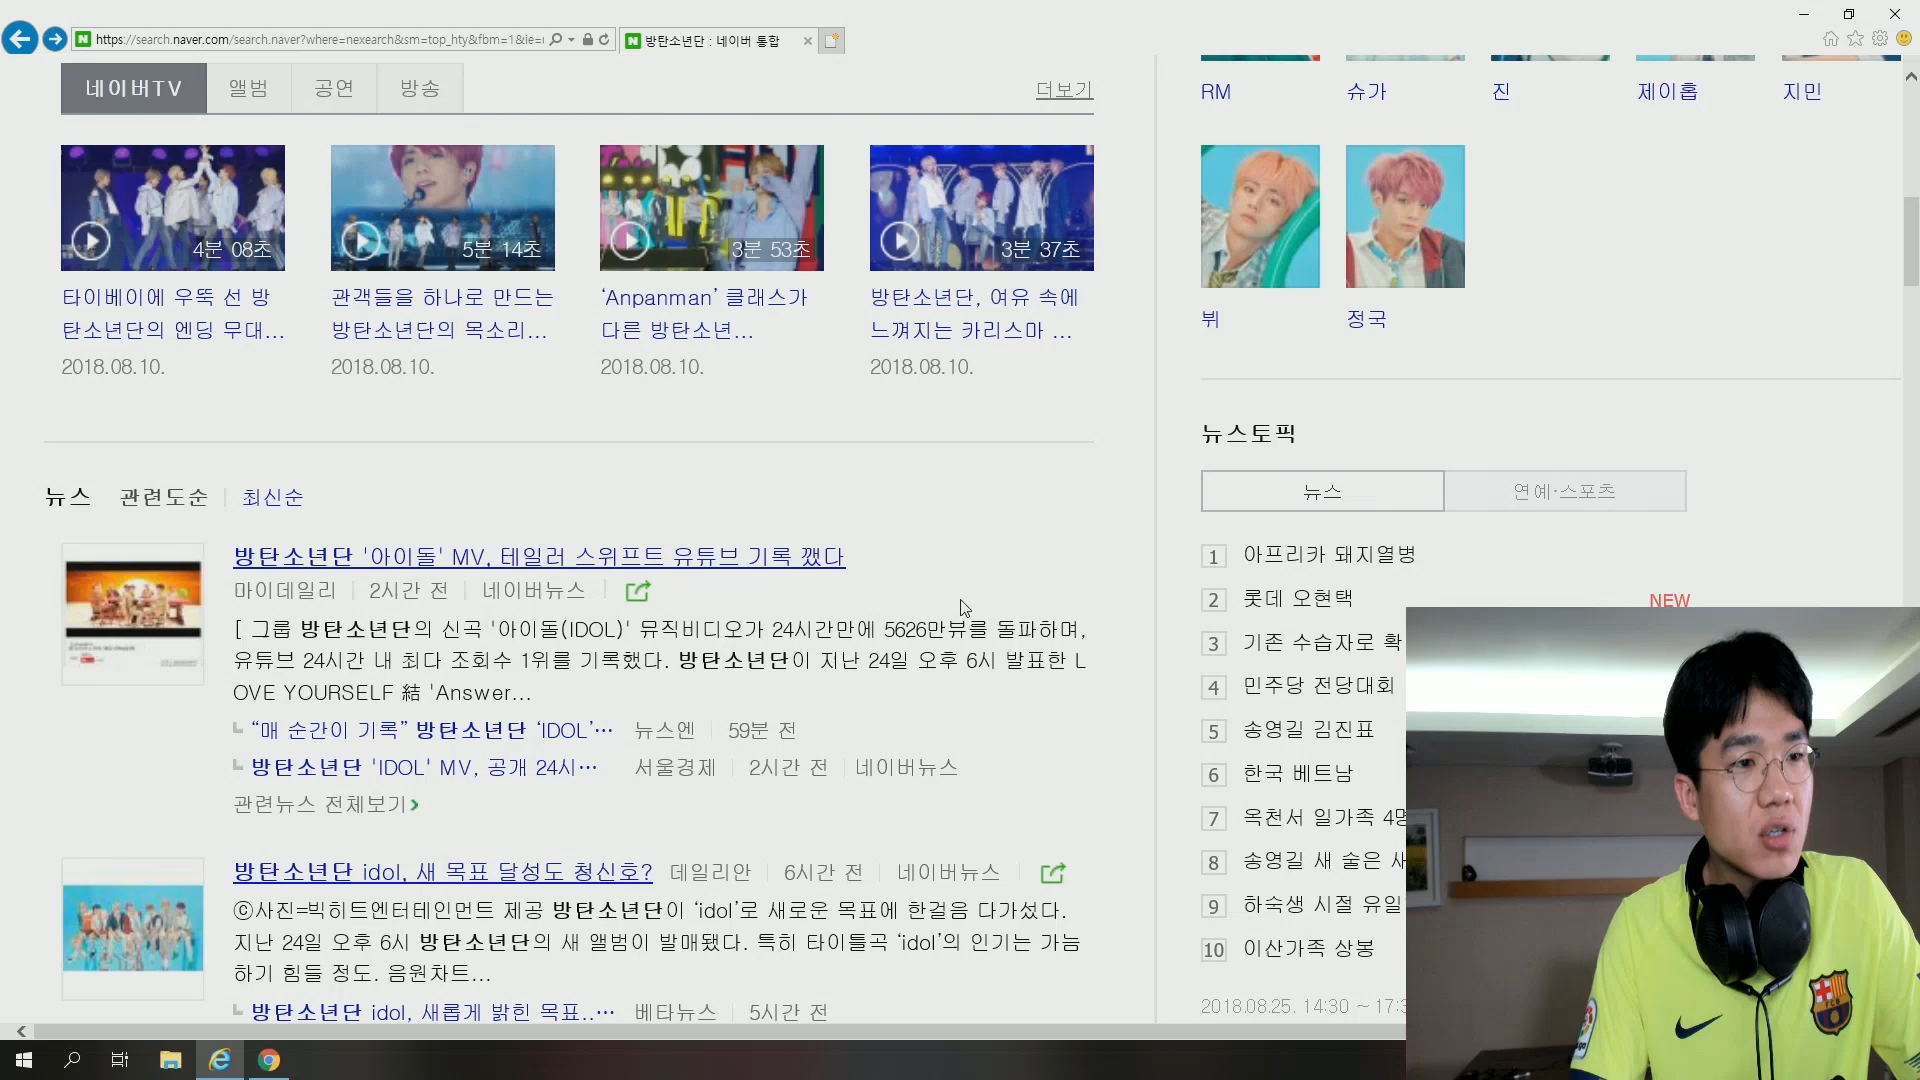 https://search.naver.com/search.naver?where=nexearch&sm=top_hty&fbm=1&ie=
방탄소년단 : 네이버 통합
네이버TV
앨범
공연
방송
더보기
4분 08초
5분 14초
3분 53초
3분 37초
타이베이에 우뚝 선 방
탄소년단의 엔딩 무대...
2018.08.10.
관객들을 하나로 만드는
방탄소년단의 목소리...
2018.08.10.
‘Anpanman’ 클래스가
다른 방탄소년...
2018.08.10.
방탄소년단, 여유 속에
느껴지는 카리스마 ...
2018.08.10.
뉴스 관련도순 최신순
방탄소년단 '아이돌' MV, 테일러 스위프트 유튜브 기록 깼다
마이데일리 2시간 전 네이버뉴스
[ 그룹 방탄소년단의 신곡 '아이돌(IDOL)' 뮤직비디오가 24시간만에 5626만뷰를 돌파하며,
유튜브 24시간 내 최다 조회수 1위를 기록했다. 방탄소년단이 지난 24일 오후 6시 발표한 L
OVE YOURSELF 結 'Answer...
“매 순간이 기록” 방탄소년단 ‘IDOL’… 뉴스엔 59분 전
방탄소년단 'IDOL' MV, 공개 24시… 서울경제 2시간 전 네이버뉴스
관련뉴스 전체보기
방탄소년단 idol, 새 목표 달성도 청신호? 데일리안 6시간 전 네이버뉴스
ⓒ사진=빅히트엔터테인먼트 제공 방탄소년단이 ‘idol’로 새로운 목표에 한걸음 다가섰다.
지난 24일 오후 6시 방탄소년단의 새 앨범이 발매됐다. 특히 타이틀곡 ‘idol’의 인기는 가늠
하기 힘들 정도. 음원차트...
방탄소년단 idol, 새롭게 밝힌 목표..… 베타뉴스 5시간 전
RM
슈가
진
제이홉
지민
뷔
정국
뉴스토픽
뉴스
연예·스포츠
1 아프리카 돼지열병
2 롯데 오현택 NEW
3 기존 수습자로 확
4 민주당 전당대회
5 송영길 김진표
6 한국 베트남
7 옥천서 일가족 4명
8 송영길 새 술은 새
9 하숙생 시절 유일
10 이산가족 상봉
2018.08.25. 14:30 ~ 17:3